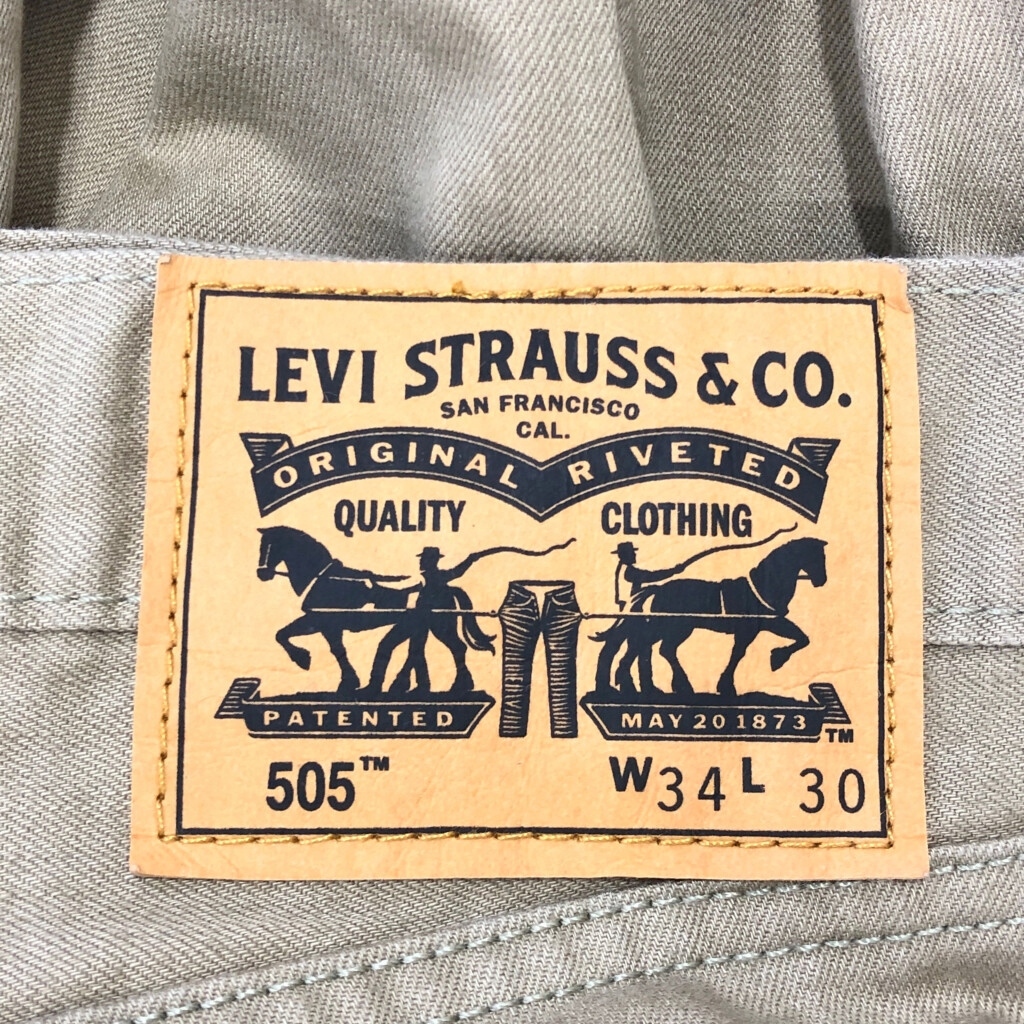 LEVI STRAUSS & CO.
SAN FRANCISCO
CAL.
ORIGINAL RIVETED
QUALITY CLOTHING
PATENTED MAY 20 1873 TM
505™ W34 L 30